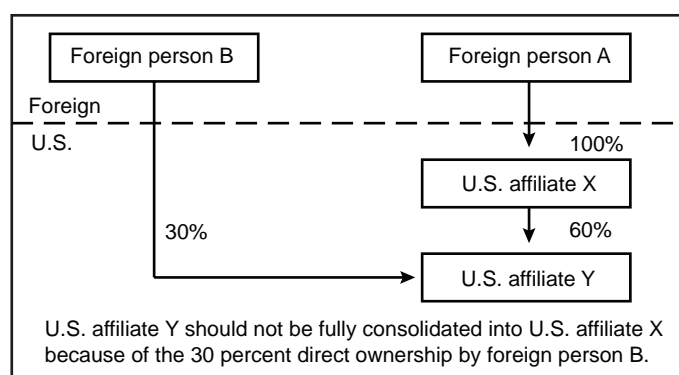 Foreign person B
Foreign person A
Foreign
U.S.
100%
U.S. affiliate X
30%
60%
U.S. affiliate Y
U.S. affiliate Y should not be fully consolidated into U.S. affiliate X
because of the 30 percent direct ownership by foreign person B.